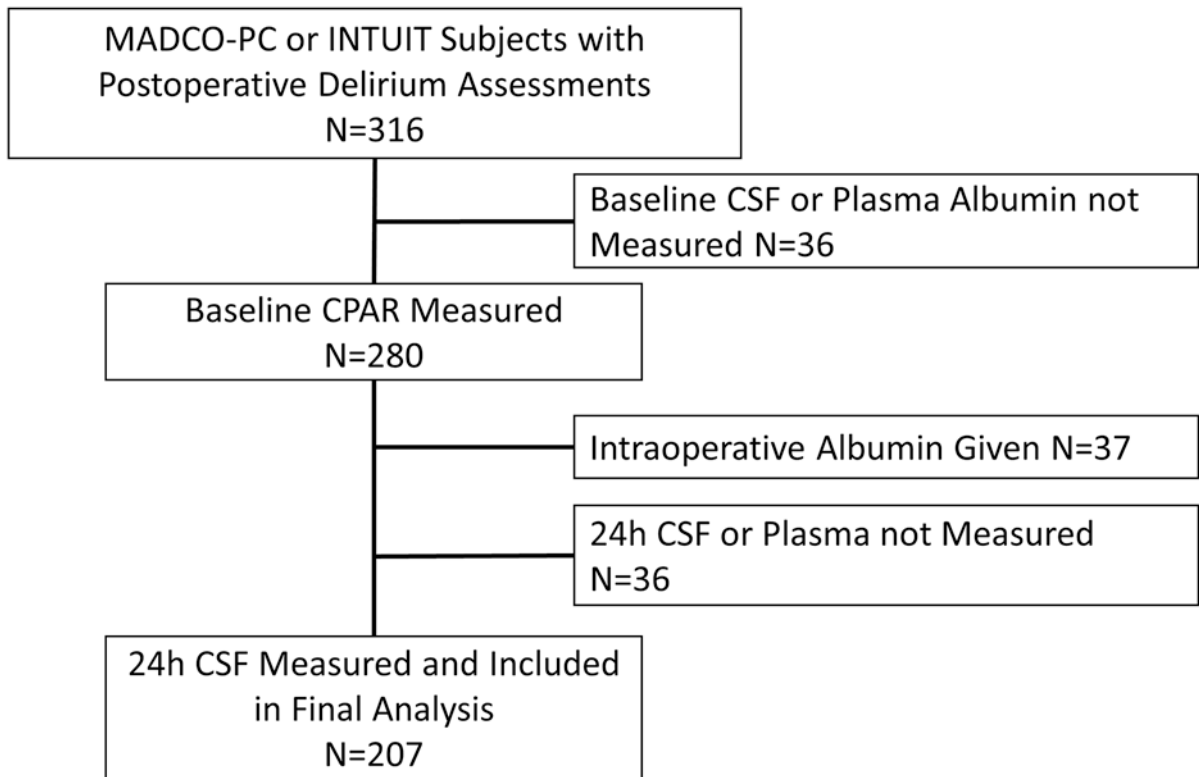 MADCO-PC or INTUIT Subjects with
Postoperative Delirium Assessments
N=316
Baseline CSF or Plasma Albumin not
Measured N=36
Baseline CPAR Measured
N=280
Intraoperative Albumin Given N=37
24h CSF or Plasma not Measured
N=36
24h CSF Measured and Included
in Final Analysis
N=207